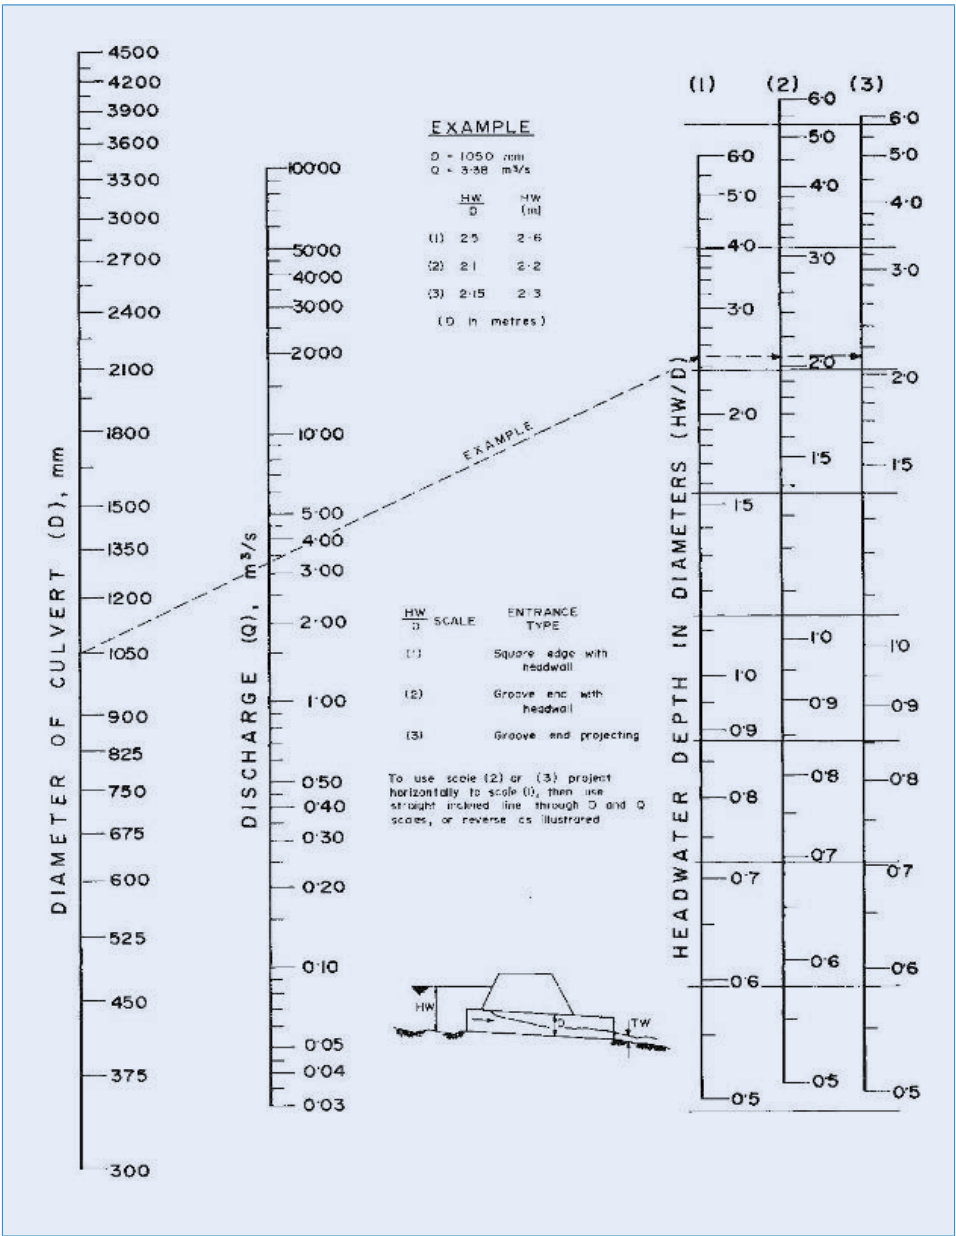 (1) (2) (3)
DIAMETER OF CULVERT (D), mm
4500
4200
3900
3600
3300
3000
2700
2400
2100
1800
1500
1350
1200
1050
900
825
750
675
600
525
450
375
300
DISCHARGE (Q), m³/s
100·00
50·00
40·00
30·00
20·00
10·00
5·00
4·00
3·00
2·00
1·00
0·50
0·40
0·30
0·20
0·10
0·05
0·04
0·03
EXAMPLE
D = 1050 mm
Q = 3·38 m³/s
HW HW
D (m)
(1) 2·5 2·6
(2) 2·1 2·2
(3) 2·15 2·3
(D in metres)
EXAMPLE
HW SCALE ENTRANCE
D TYPE
(1) Square edge with
headwall
(2) Groove end with
headwall
(3) Groove end projecting
To use scale (2) or (3) project
horizontally to scale (1), then use
straight inclined line through D and Q
scales, or reverse as illustrated
HW
D
TW
HEADWATER DEPTH IN DIAMETERS (HW/D)
6·0
5·0
4·0
3·0
2·0
1·5
1·0
0·9
0·8
0·7
0·6
0·5
6·0
5·0
4·0
3·0
2·0
1·5
1·0
0·9
0·8
0·7
0·6
0·5
6·0
5·0
4·0
3·0
2·0
1·5
1·0
0·9
0·8
0·7
0·6
0·5